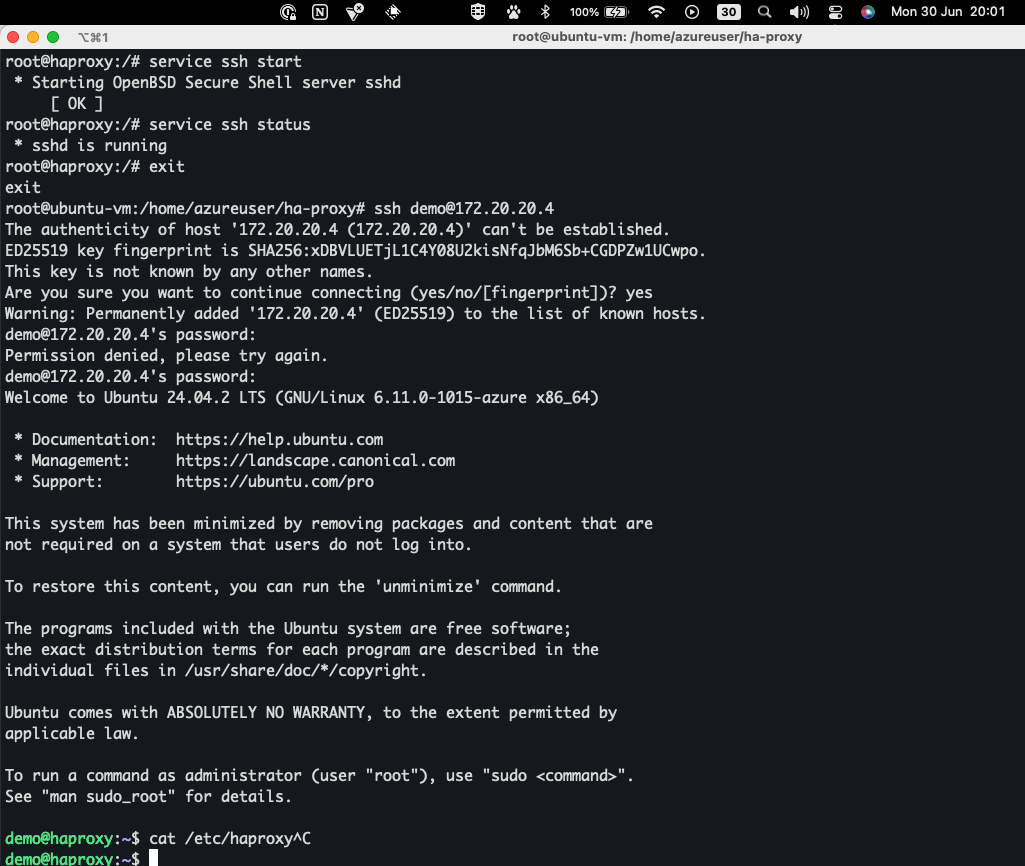 100% 30 Mon 30 Jun 20:01
⌥⌘1 root@ubuntu-vm: /home/azureuser/ha-proxy
root@haproxy:/# service ssh start
 * Starting OpenBSD Secure Shell server sshd
     [ OK ]
root@haproxy:/# service ssh status
 * sshd is running
root@haproxy:/# exit
exit
root@ubuntu-vm:/home/azureuser/ha-proxy# ssh demo@172.20.20.4
The authenticity of host '172.20.20.4 (172.20.20.4)' can't be established.
ED25519 key fingerprint is SHA256:xDBVLUETjL1C4Y08U2kisNfqJbM6Sb+CGDPZw1UCwpo.
This key is not known by any other names.
Are you sure you want to continue connecting (yes/no/[fingerprint])? yes
Warning: Permanently added '172.20.20.4' (ED25519) to the list of known hosts.
demo@172.20.20.4's password:
Permission denied, please try again.
demo@172.20.20.4's password:
Welcome to Ubuntu 24.04.2 LTS (GNU/Linux 6.11.0-1015-azure x86_64)

 * Documentation:  https://help.ubuntu.com
 * Management:     https://landscape.canonical.com
 * Support:        https://ubuntu.com/pro

This system has been minimized by removing packages and content that are
not required on a system that users do not log into.

To restore this content, you can run the 'unminimize' command.

The programs included with the Ubuntu system are free software;
the exact distribution terms for each program are described in the
individual files in /usr/share/doc/*/copyright.

Ubuntu comes with ABSOLUTELY NO WARRANTY, to the extent permitted by
applicable law.

To run a command as administrator (user "root"), use "sudo <command>".
See "man sudo_root" for details.

demo@haproxy:~$ cat /etc/haproxy^C
demo@haproxy:~$